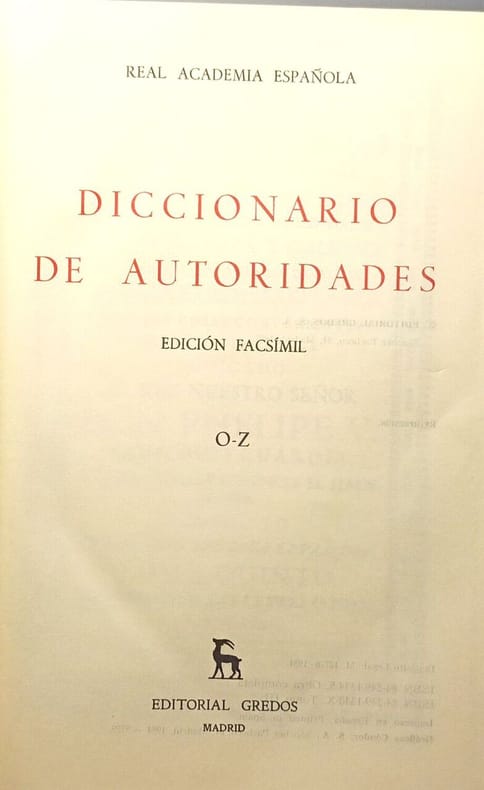 REAL ACADEMIA ESPAÑOLA
DICCIONARIO
DE AUTORIDADES
EDICIÓN FACSÍMIL
O-Z
EDITORIAL GREDOS
MADRID